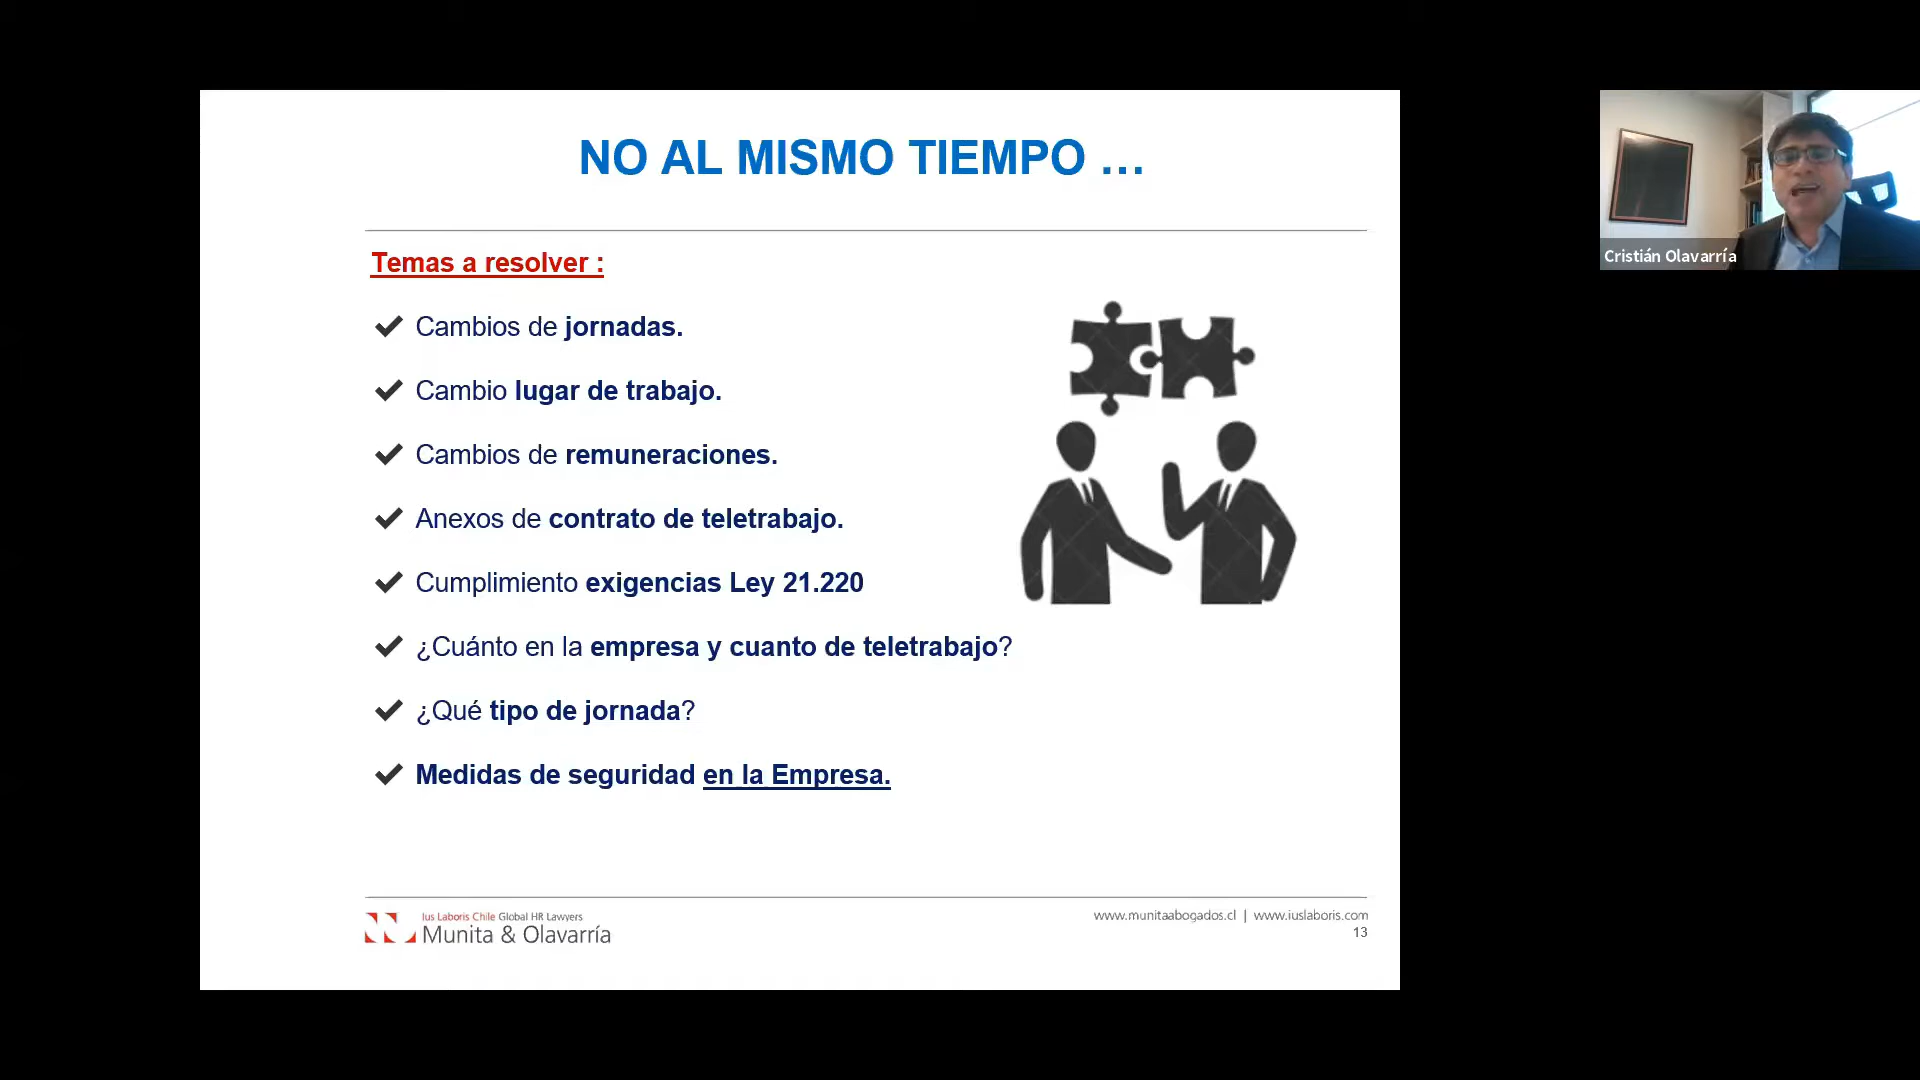 NO AL MISMO TIEMPO ...
Temas a resolver :
Cambios de jornadas.
Cambio lugar de trabajo.
Cambios de remuneraciones.
Anexos de contrato de teletrabajo.
Cumplimiento exigencias Ley 21.220
¿Cuánto en la empresa y cuanto de teletrabajo?
¿Qué tipo de jornada?
Medidas de seguridad en la Empresa.
Ius Laboris Chile Global HR Lawyers
Munita & Olavarría
www.munitaabogados.cl | www.iuslaboris.com
13
Cristián Olavarría